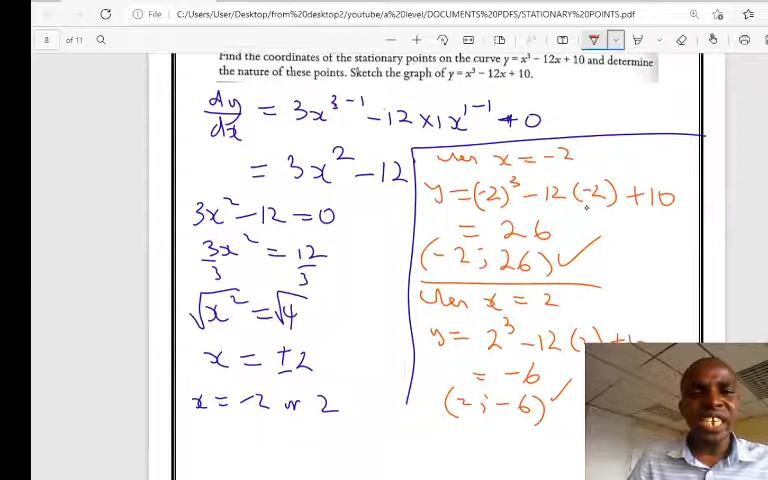 File | C:/Users/User/Desktop/from%20desktop2/youtube/a%20level/DOCUMENTS%20PDFS/STATIONARY%20POINTS.pdf
8 of 11
Find the coordinates of the stationary points on the curve y = x³ − 12x + 10 and determine
the nature of these points. Sketch the graph of y = x³ − 12x + 10.
dy/dx = 3x^(3-1) - 12 × 1x^(1-1) + 0
= 3x² - 12
3x² - 12 = 0
3x²/3 = 12/3
√x² = √4
x = ±2
x = -2 or 2
when x = -2
y = (-2)³ - 12(-2) + 10
= 26
(-2; 26) ✓
when x = 2
y = 2³ - 12(2) +
= -6
(2; -6) ✓